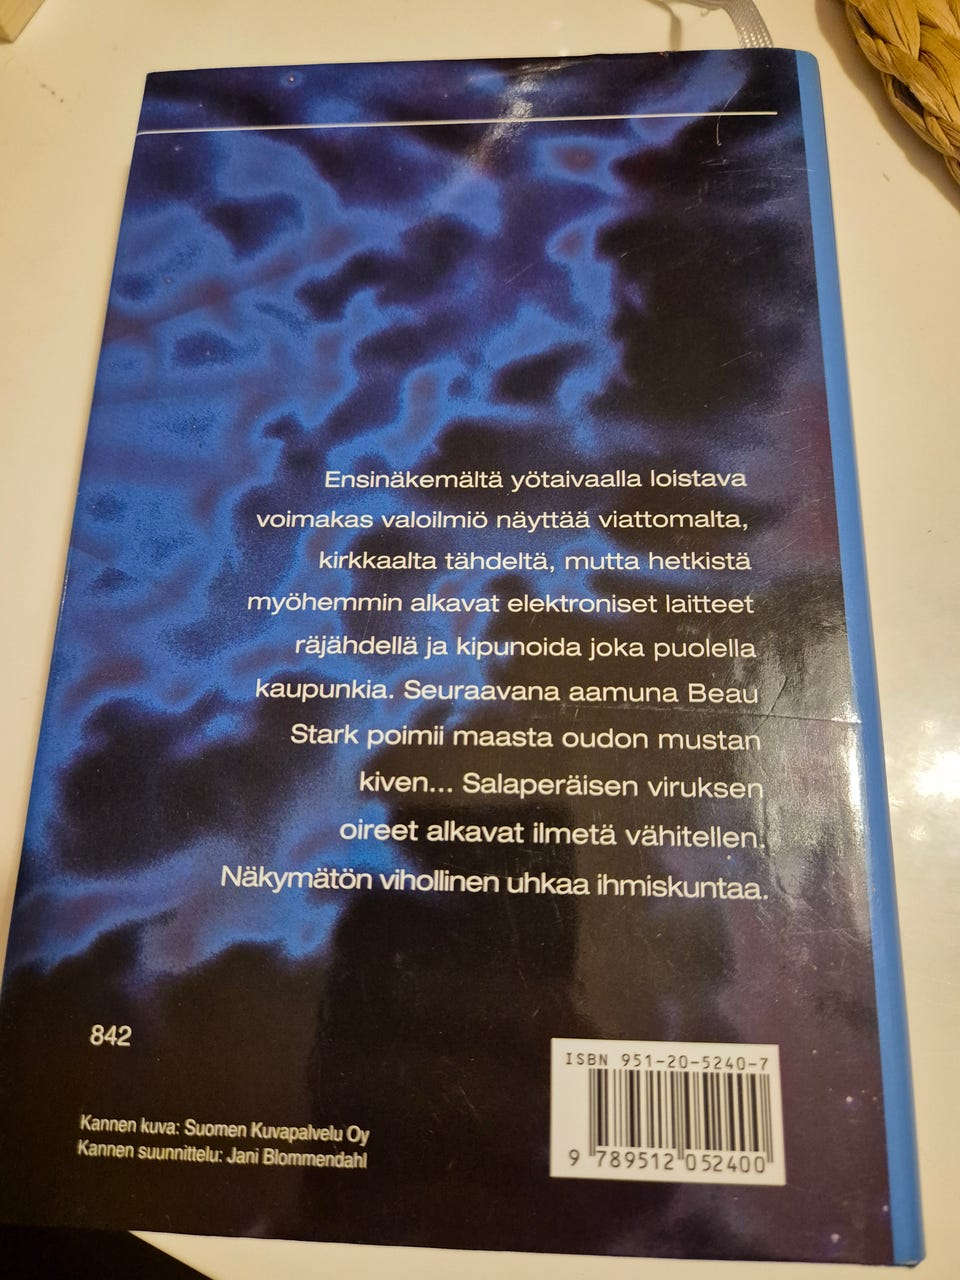 Ensinäkemältä yötaivaalla loistava
voimakas valoilmiö näyttää viattomalta,
kirkkaalta tähdeltä, mutta hetkistä
myöhemmin alkavat elektroniset laitteet
räjähdellä ja kipunoida joka puolella
kaupunkia. Seuraavana aamuna Beau
Stark poimii maasta oudon mustan
kiven... Salaperäisen viruksen
oireet alkavat ilmetä vähitellen.
Näkymätön vihollinen uhkaa ihmiskuntaa.
842
Kannen kuva: Suomen Kuvapalvelu Oy
Kannen suunnittelu: Jani Blommendahl
ISBN 951-20-5240-7
9 789512 052400